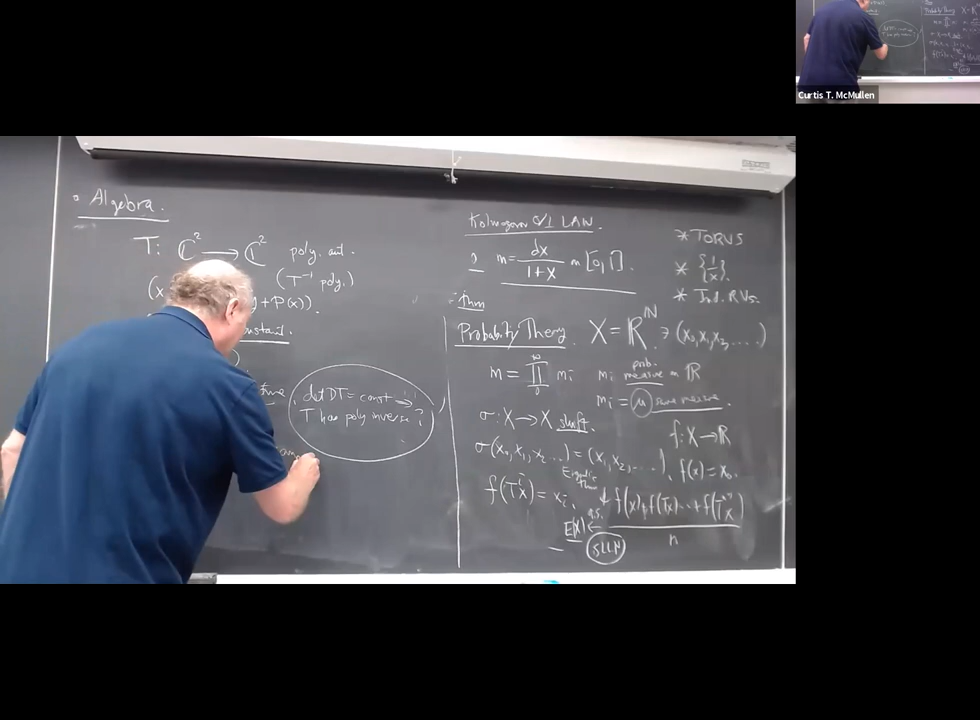 Curtis T. McMullen
Algebra.
T: ℂ² → ℂ² poly. aut.
(T⁻¹ poly.)
(x
y + P(x)).
det DT = const ⇒
T has poly inverse?
Kolmogorov 0/1 LAW
m = dx/(1+x) on [0,1].
Thm
Probability Theory. X = ℝ^ℕ ∋ (x₀, x₁, x₂, ....)
m = ∏₀^∞ mᵢ mᵢ prob. measure on ℝ
mᵢ = μ same measure.
σ: X → X shift.
f: X → ℝ
σ(x₀, x₁, x₂ ...) = (x₁, x₂, ....). f(x) = x₀.
Ergodic
thm
f(Tⁱx) = xᵢ.
f(x) + f(Tx) ... + f(Tⁿx)
n
E(x) ← a.s.
SLLN
* TORUS
* {1/x}.
* Ind. RVs.